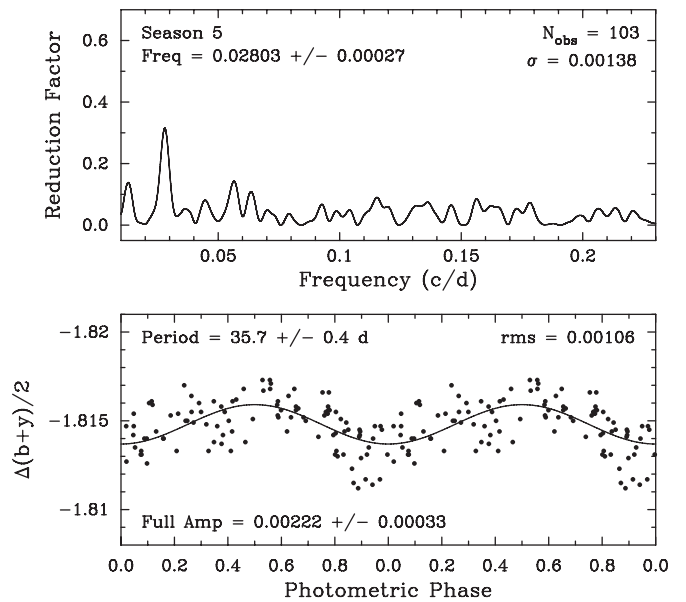 Season 5
N_obs = 103
Freq = 0.02803 +/− 0.00027
σ = 0.00138
Reduction Factor
0.6
0.4
0.2
0.0
0.05 0.1 0.15 0.2
Frequency (c/d)
Period = 35.7 +/− 0.4 d
rms = 0.00106
Δ(b+y)/2
−1.82
−1.815
−1.81
Full Amp = 0.00222 +/− 0.00033
0.0 0.2 0.4 0.6 0.8 0.0 0.2 0.4 0.6 0.8 0.0
Photometric Phase